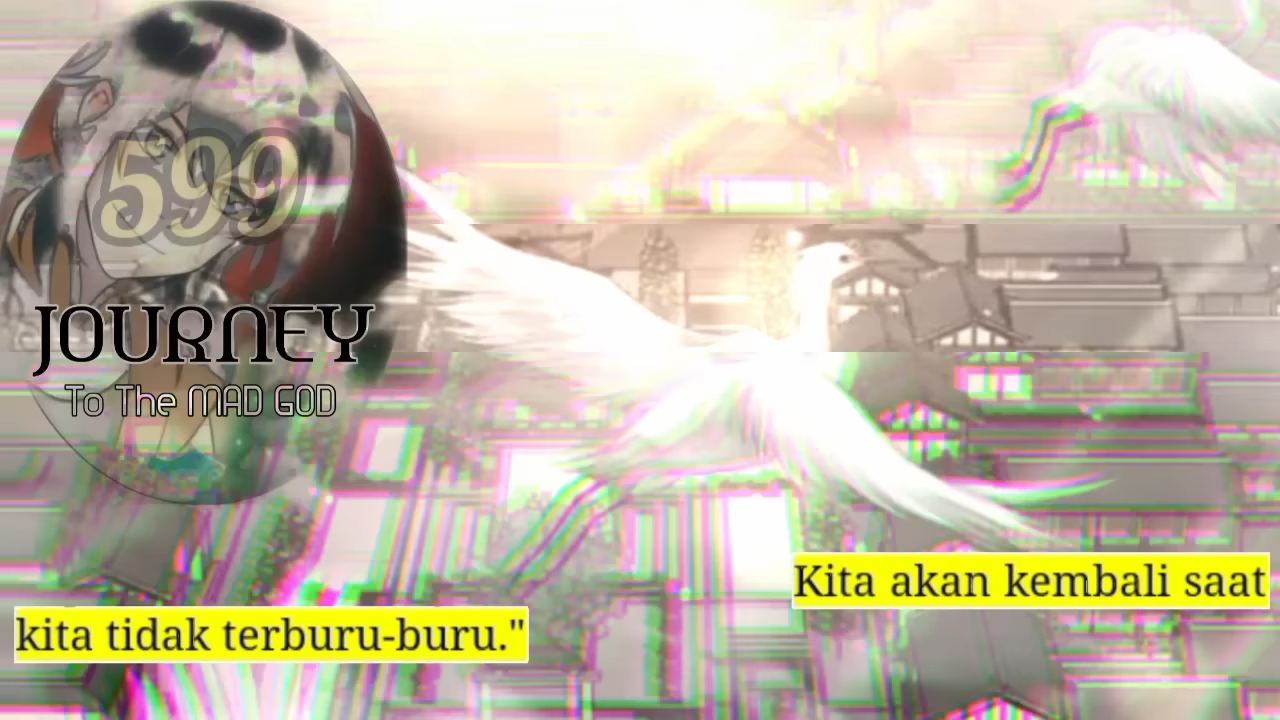 599
JOURNEY
To The MAD GOD
Kita akan kembali saat
kita tidak terburu-buru."